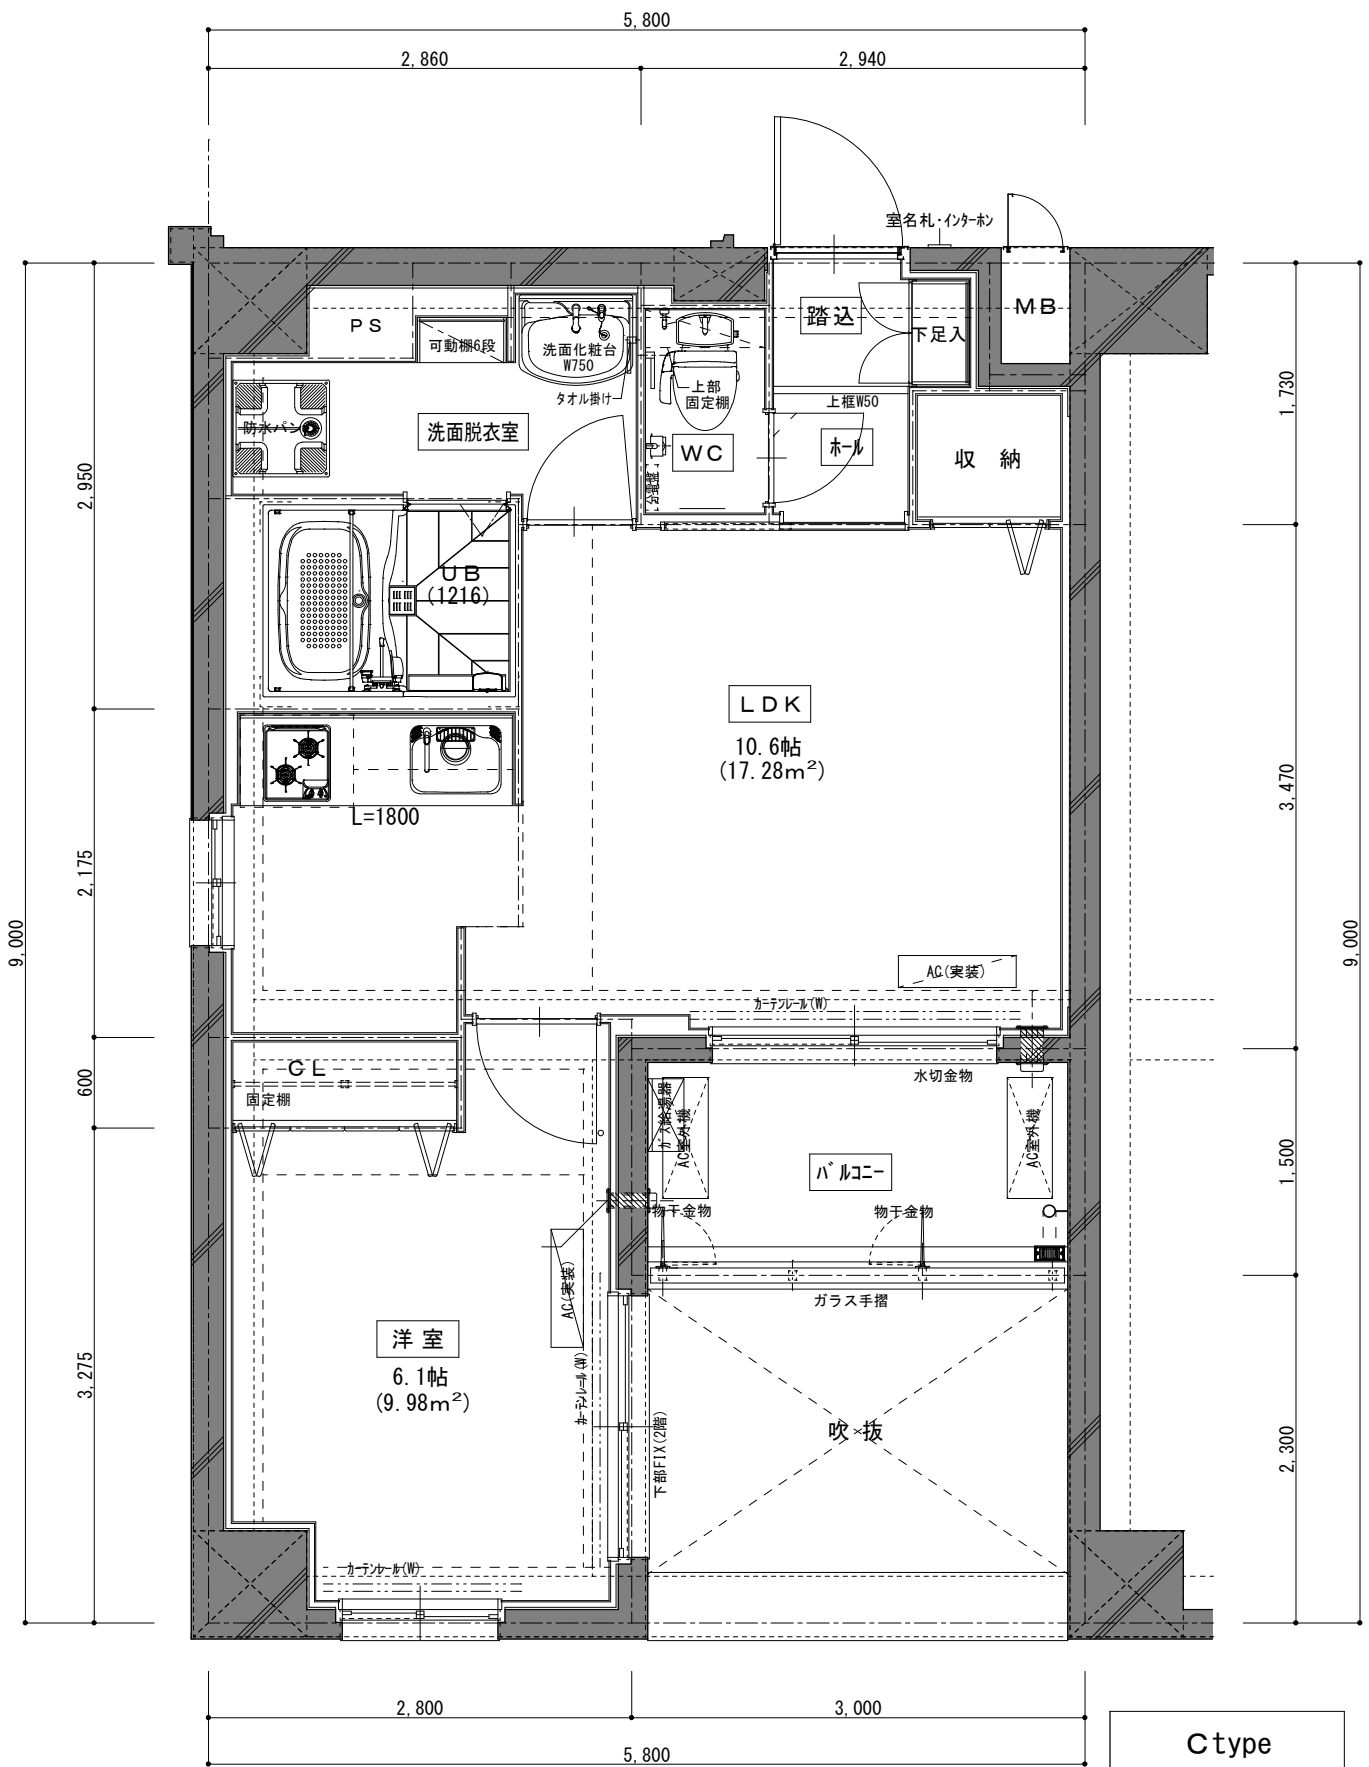 5,800
2,860
2,940
室名札・インターホン
PS
可動棚6段
洗面化粧台
W750
タオル掛け
踏込
下足入
MB
上部
固定棚
上框W50
防水パン
洗面脱衣室
WC
ホール
収 納
分電盤
1,730
2,950
UB
(1216)
LDK
10.6帖
(17.28m²)
3,470
L=1800
2,175
9,000
9,000
AC(実装)
カーテンレール(W)
水切金物
CL
固定棚
600
ガス給湯器
AC室外機
AC室外機
バルコニー
1,500
物干金物
物干金物
AC(実装)
ガラス手摺
洋室
6.1帖
(9.98m²)
3,275
カーテンレール(W)
下部FIX(2階)
吹抜
2,300
カーテンレール(W)
2,800
3,000
5,800
Ctype